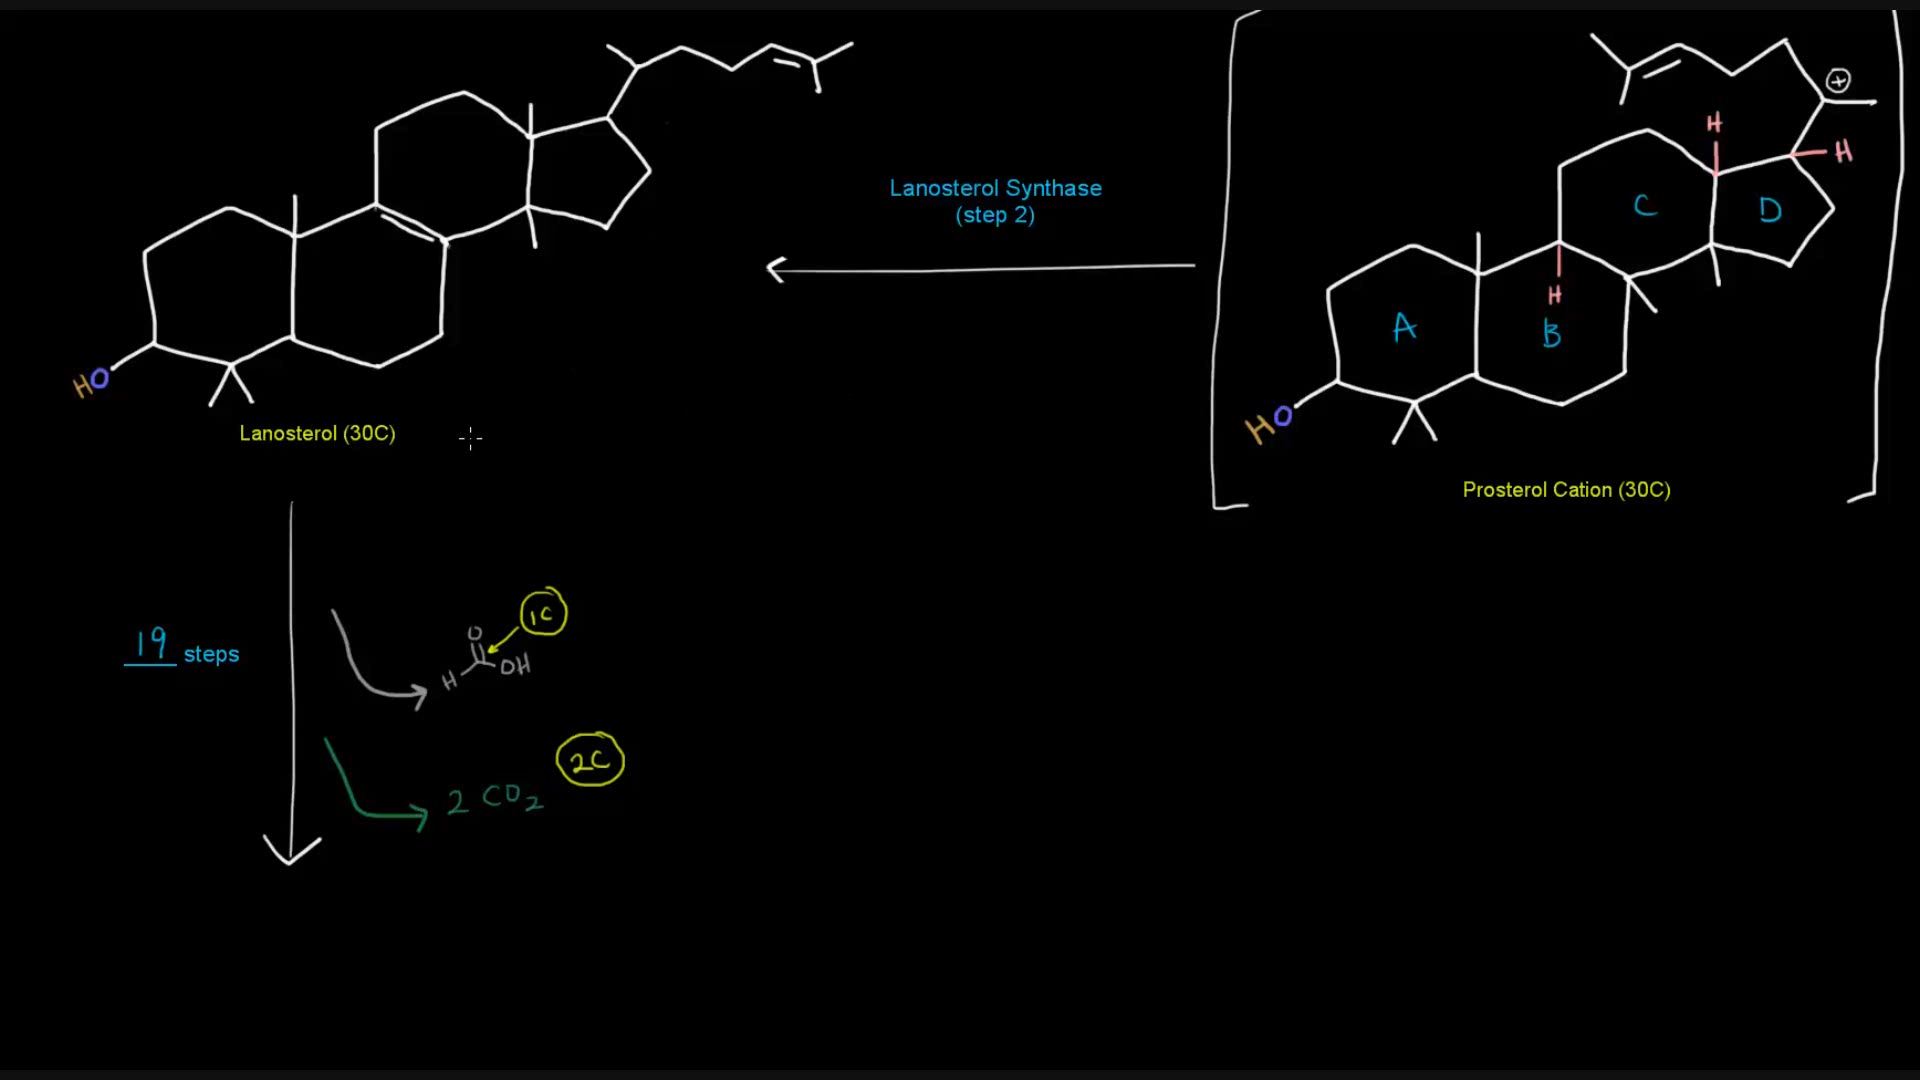 Lanosterol Synthase
(step 2)
⊕
H
H
C
D
H
A
B
HO
HO
Lanosterol (30C)
Prosterol Cation (30C)
1C
O
H
OH
19 steps
2C
2 CO₂